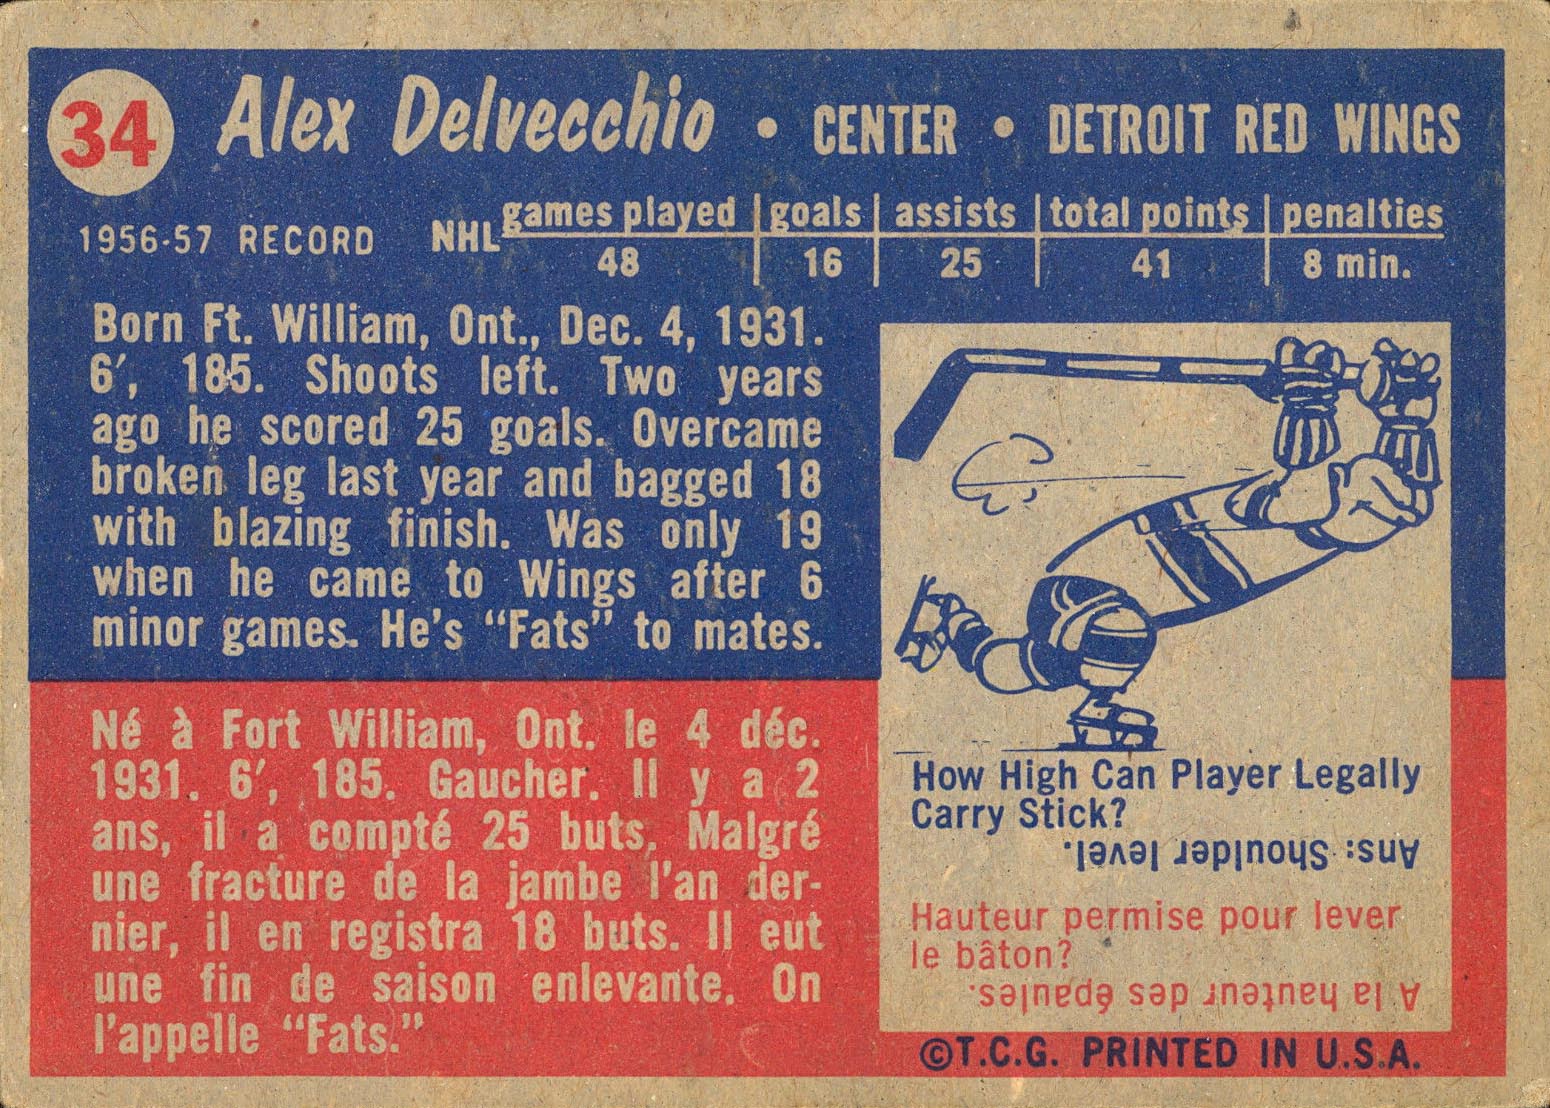 34 Alex Delvecchio • CENTER • DETROIT RED WINGS
1956-57 RECORD NHL games played | goals | assists | total points | penalties
48 | 16 | 25 | 41 | 8 min.
Born Ft. William, Ont., Dec. 4, 1931.
6′, 185. Shoots left. Two years
ago he scored 25 goals. Overcame
broken leg last year and bagged 18
with blazing finish. Was only 19
when he came to Wings after 6
minor games. He's “Fats” to mates.
Né à Fort William, Ont. le 4 déc.
1931. 6′, 185. Gaucher. Il y a 2
ans, il a compté 25 buts. Malgré
une fracture de la jambe l'an der-
nier, il en registra 18 buts. Il eut
une fin de saison enlevante. On
l'appelle “Fats.”
How High Can Player Legally
Carry Stick?
Ans: Shoulder level.
Hauteur permise pour lever
le bâton?
A la hauteur des épaules.
©T.C.G. PRINTED IN U.S.A.